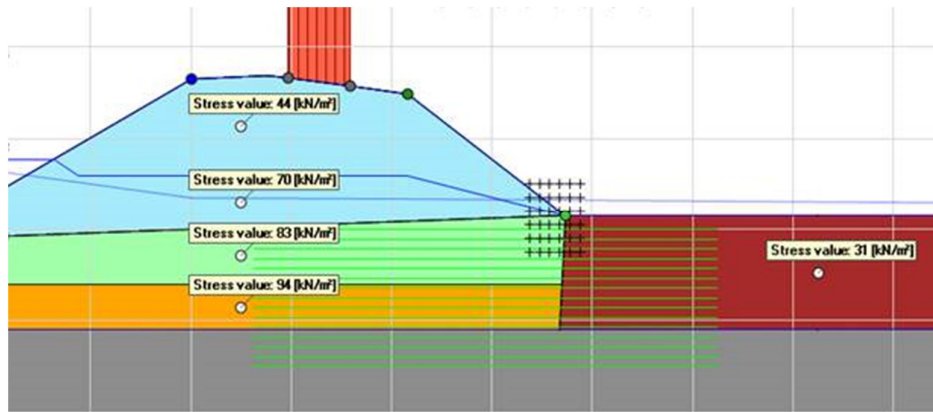 Stress value: 44 [kN/m²]
Stress value: 70 [kN/m²]
Stress value: 83 [kN/m²]
Stress value: 31 [kN/m²]
Stress value: 94 [kN/m²]